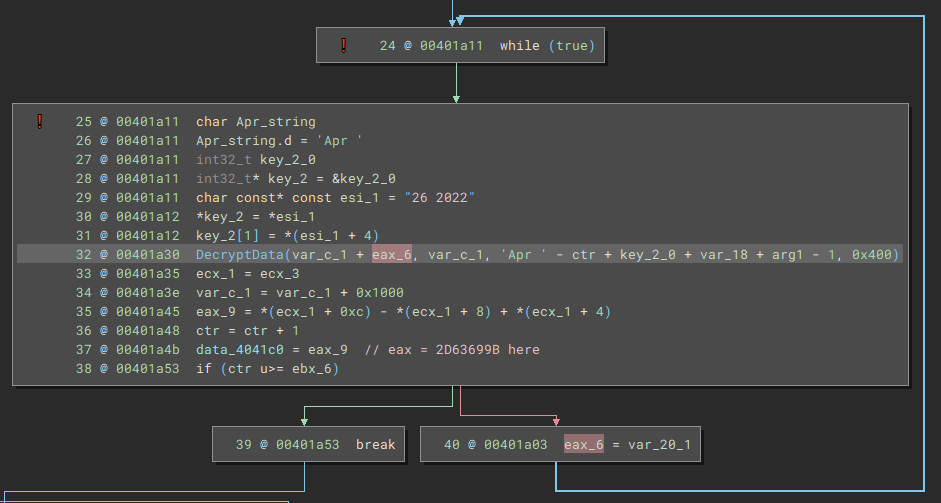 ! 24 @ 00401a11 while (true)
! 25 @ 00401a11 char Apr_string
26 @ 00401a11 Apr_string.d = 'Apr '
27 @ 00401a11 int32_t key_2_0
28 @ 00401a11 int32_t* key_2 = &key_2_0
29 @ 00401a11 char const* const esi_1 = "26 2022"
30 @ 00401a12 *key_2 = *esi_1
31 @ 00401a12 key_2[1] = *(esi_1 + 4)
32 @ 00401a30 DecryptData(var_c_1 + eax_6, var_c_1, 'Apr ' - ctr + key_2_0 + var_18 + arg1 - 1, 0x400)
33 @ 00401a35 ecx_1 = ecx_3
34 @ 00401a3e var_c_1 = var_c_1 + 0x1000
35 @ 00401a45 eax_9 = *(ecx_1 + 0xc) - *(ecx_1 + 8) + *(ecx_1 + 4)
36 @ 00401a48 ctr = ctr + 1
37 @ 00401a4b data_4041c0 = eax_9 // eax = 2D63699B here
38 @ 00401a53 if (ctr u>= ebx_6)
39 @ 00401a53 break
40 @ 00401a03 eax_6 = var_20_1